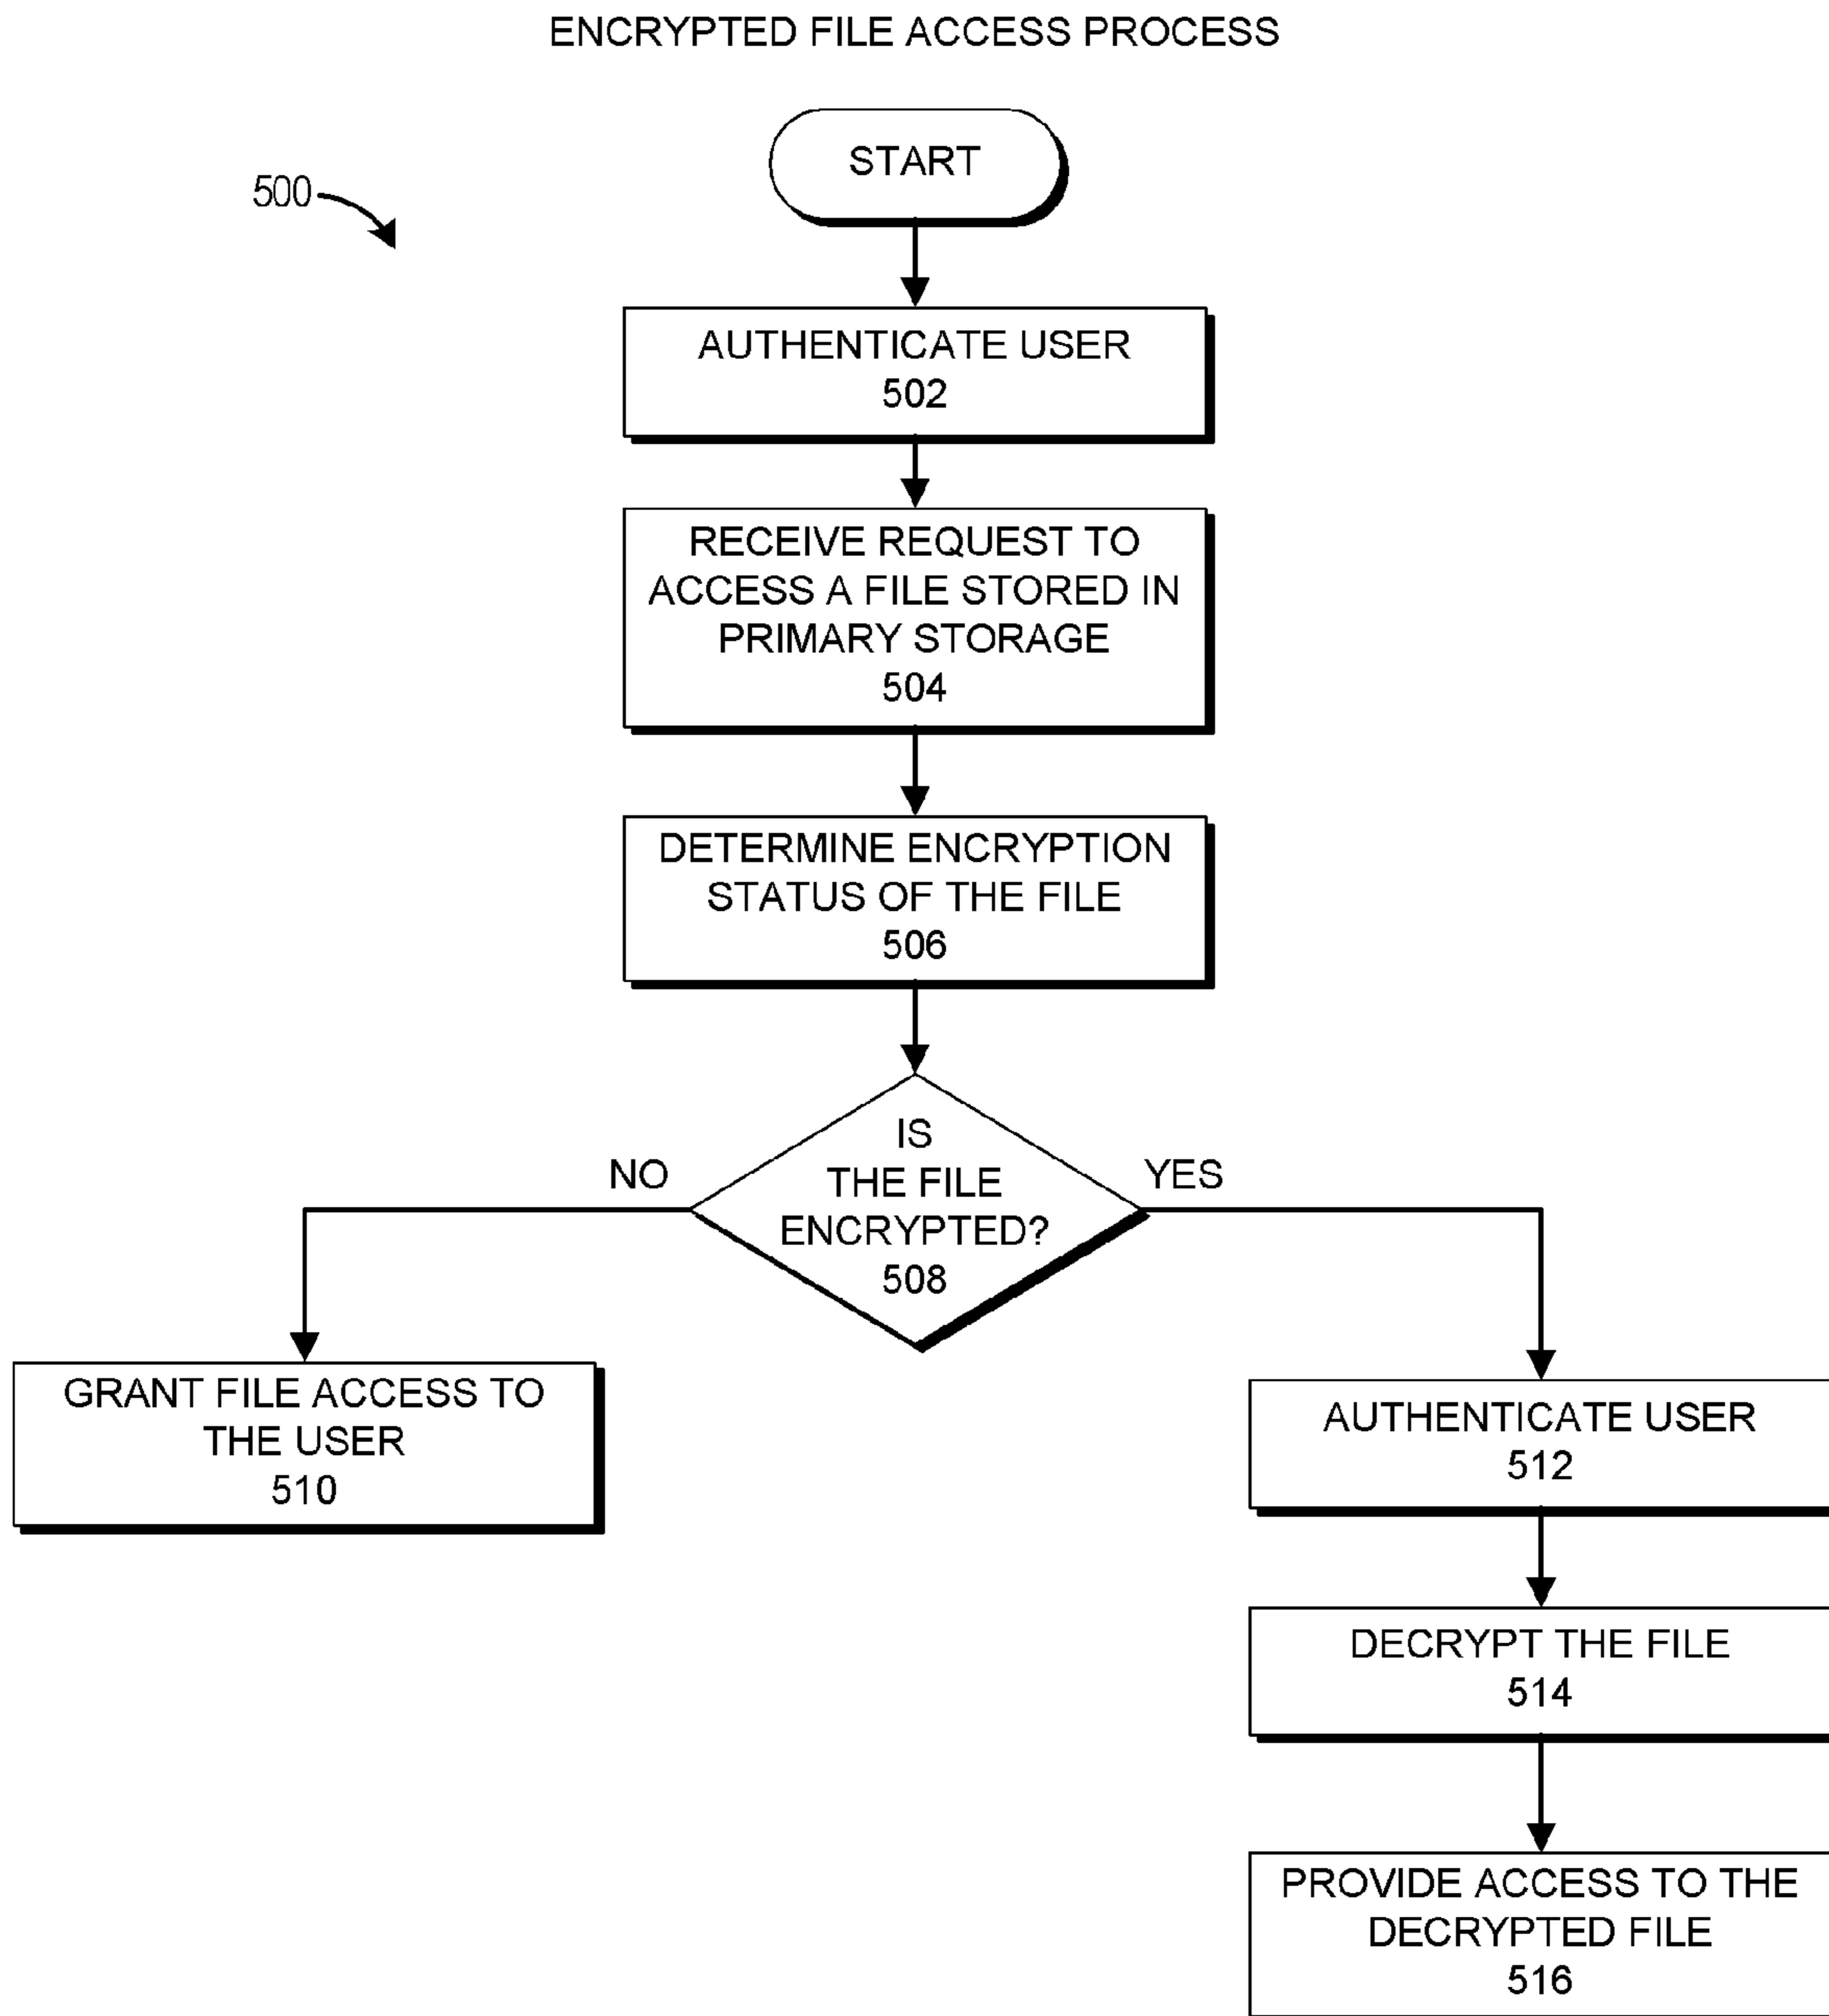 ENCRYPTED FILE ACCESS PROCESS
START
500
AUTHENTICATE USER
502
RECEIVE REQUEST TO
ACCESS A FILE STORED IN
PRIMARY STORAGE
504
DETERMINE ENCRYPTION
STATUS OF THE FILE
506
IS
THE FILE
ENCRYPTED?
508
NO
YES
GRANT FILE ACCESS TO
THE USER
510
AUTHENTICATE USER
512
DECRYPT THE FILE
514
PROVIDE ACCESS TO THE
DECRYPTED FILE
516